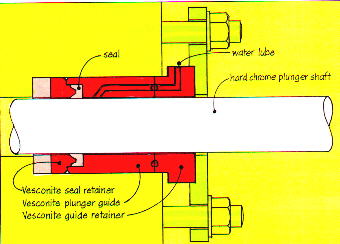 seal
water lube
hard chrome plunger shaft
Vesconite seal retainer
Vesconite plunger guide
Vesconite guide retainer